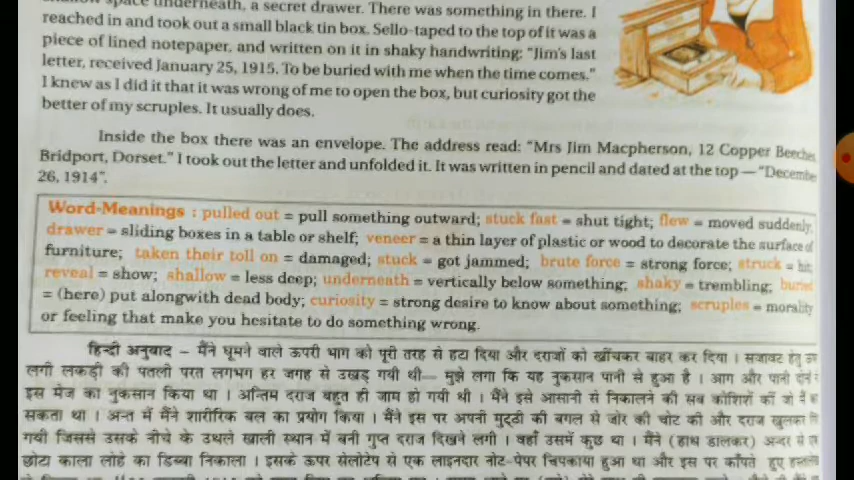 space underneath, a secret drawer. There was something in there. I
reached in and took out a small black tin box. Sello-taped to the top of it was a
piece of lined notepaper, and written on it in shaky handwriting: "Jim's last
letter, received January 25, 1915. To be buried with me when the time comes."
I knew as I did it that it was wrong of me to open the box, but curiosity got the
better of my scruples. It usually does.
Inside the box there was an envelope. The address read: "Mrs Jim Macpherson, 12 Copper Beeches
Bridport, Dorset." I took out the letter and unfolded it. It was written in pencil and dated at the top — "Decembe
26, 1914".
Word-Meanings : pulled out = pull something outward; stuck fast = shut tight; flew = moved suddenly,
drawer = sliding boxes in a table or shelf; veneer = a thin layer of plastic or wood to decorate the surface of
furniture; taken their toll on = damaged; stuck = got jammed; brute force = strong force; struck = hit;
reveal = show; shallow = less deep; underneath = vertically below something; shaky = trembling; buried
= (here) put alongwith dead body; curiosity = strong desire to know about something; scruples = morality
or feeling that make you hesitate to do something wrong.
हिन्दी अनुवाद – मैंने घूमने वाले ऊपरी भाग को पूरी तरह से हटा दिया और दराजों को खींचकर बाहर कर दिया । सजावट हेतु
लगी लकड़ी की पतली परत लगभग हर जगह से उखड़ गयी थी— मुझे लगा कि यह नुकसान पानी से हुआ है । आग और पानी दोनों
इस मेज का नुकसान किया था । अन्तिम दराज बहुत ही जाम हो गयी थी । मैंने इसे आसानी से निकालने की सब कोशिशें कीं जो मैं
सकता था । अन्त में मैंने शारीरिक बल का प्रयोग किया । मैंने इस पर अपनी मुट्ठी की बगल से जोर की चोट की और दराज खुलकर
गयी जिससे उसके नीचे के उथले खाली स्थान में बनी गुप्त दराज दिखने लगी । वहाँ उसमें कुछ था । मैंने (हाथ डालकर) अन्दर से
छोटा काला लोहे का डिब्बा निकाला । इसके ऊपर सेलोटेप से एक लाइनदार नोट-पेपर चिपकाया हुआ था और इस पर काँपते हुए